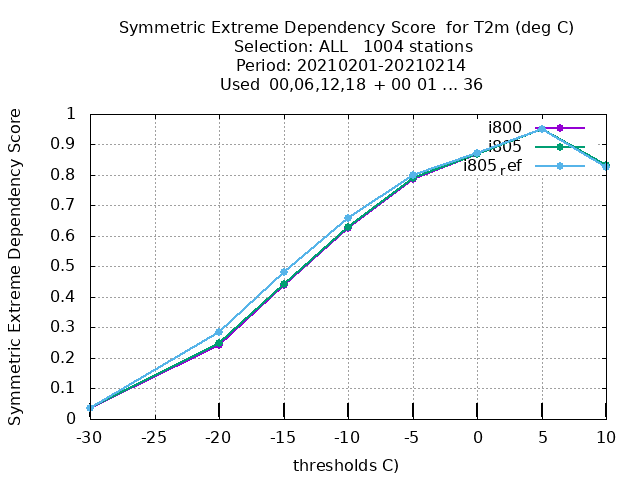 Symmetric Extreme Dependency Score  for T2m (deg C)
Selection: ALL   1004 stations
Period: 20210201-20210214
Used  00,06,12,18  + 00 01 ... 36
Symmetric Extreme Dependency Score
1
0.9
0.8
0.7
0.6
0.5
0.4
0.3
0.2
0.1
0
i800
i805
i805 ref
-30
-25
-20
-15
-10
-5
0
5
10
thresholds C)